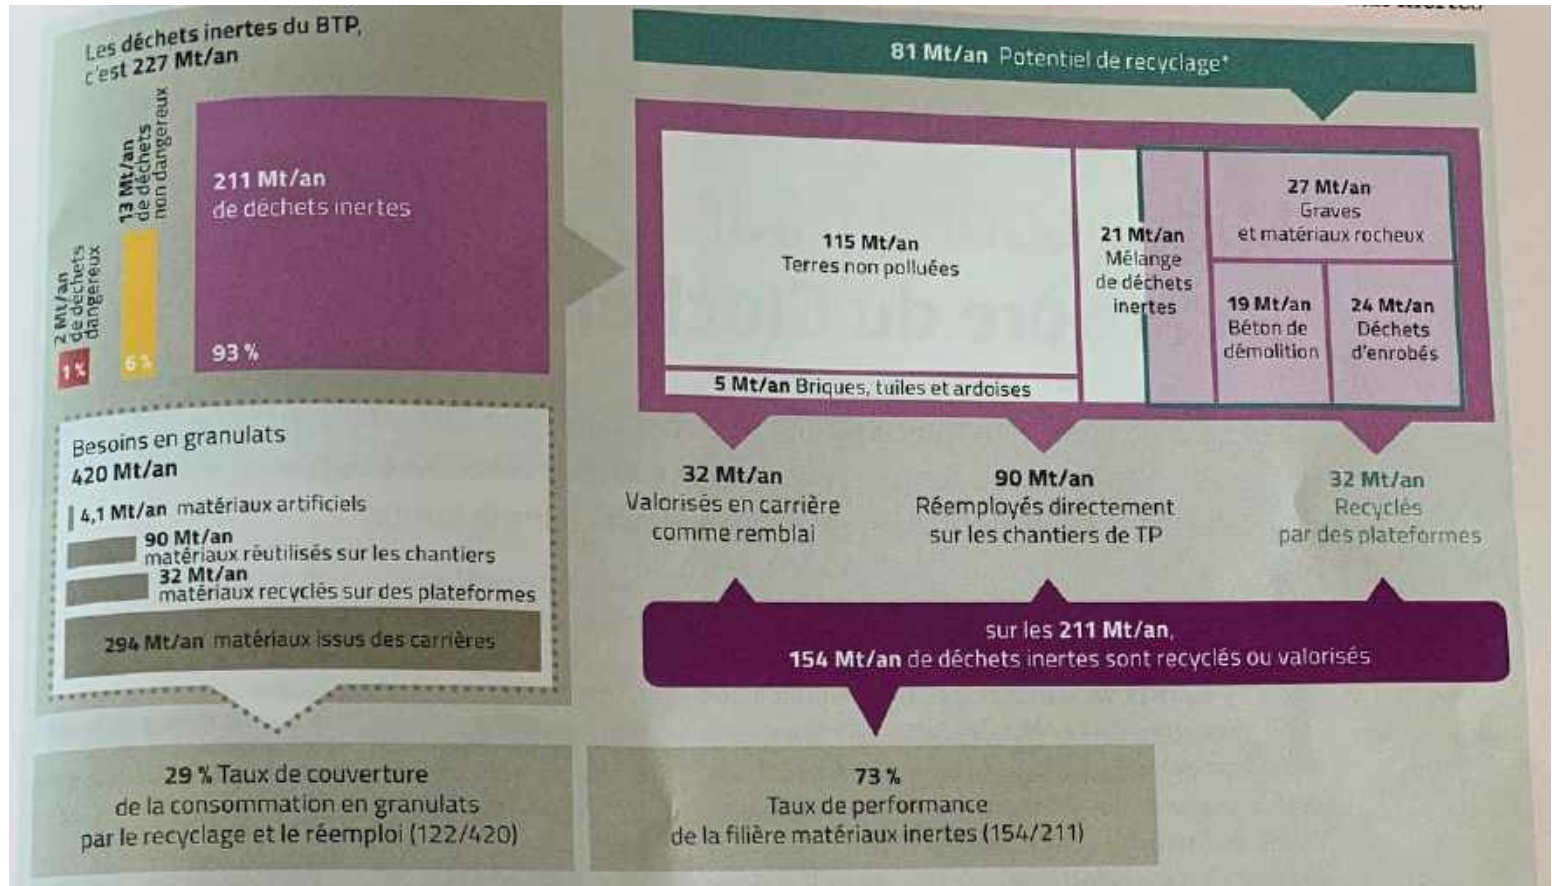 Les déchets inertes du BTP,
c'est 227 Mt/an
2 Mt/an
de déchets
dangereux
1 %
13 Mt/an
de déchets
non dangereux
6 %
211 Mt/an
de déchets inertes
93 %
Besoins en granulats
420 Mt/an
4,1 Mt/an matériaux artificiels
90 Mt/an
matériaux réutilisés sur les chantiers
32 Mt/an
matériaux recyclés sur des plateformes
294 Mt/an matériaux issus des carrières
29 % Taux de couverture
de la consommation en granulats
par le recyclage et le réemploi (122/420)
81 Mt/an Potentiel de recyclage*
115 Mt/an
Terres non polluées
5 Mt/an Briques, tuiles et ardoises
21 Mt/an
Mélange
de déchets
inertes
27 Mt/an
Graves
et matériaux rocheux
19 Mt/an
Béton de
démolition
24 Mt/an
Déchets
d'enrobés
32 Mt/an
Valorisés en carrière
comme remblai
90 Mt/an
Réemployés directement
sur les chantiers de TP
32 Mt/an
Recyclés
par des plateformes
sur les 211 Mt/an,
154 Mt/an de déchets inertes sont recyclés ou valorisés
73 %
Taux de performance
de la filière matériaux inertes (154/211)